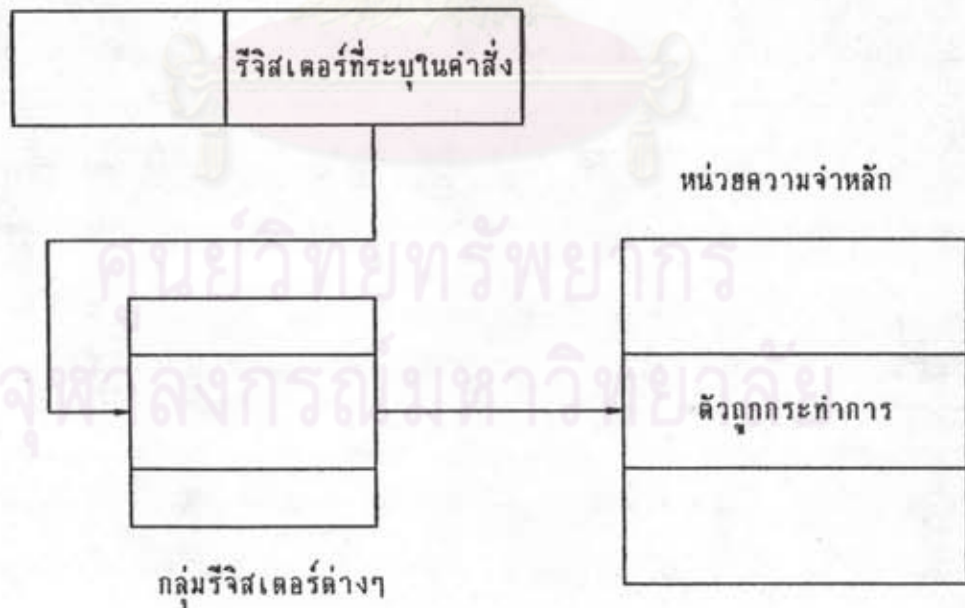 รีจิสเตอร์ที่ระบุในคำสั่ง
หน่วยความจำหลัก
ศูนย์วิทยทรัพยากร
จุฬาลงกรณ์มหาวิทยาลัย
ตัวถูกกระทำการ
กลุ่มรีจิสเตอร์ต่างๆ